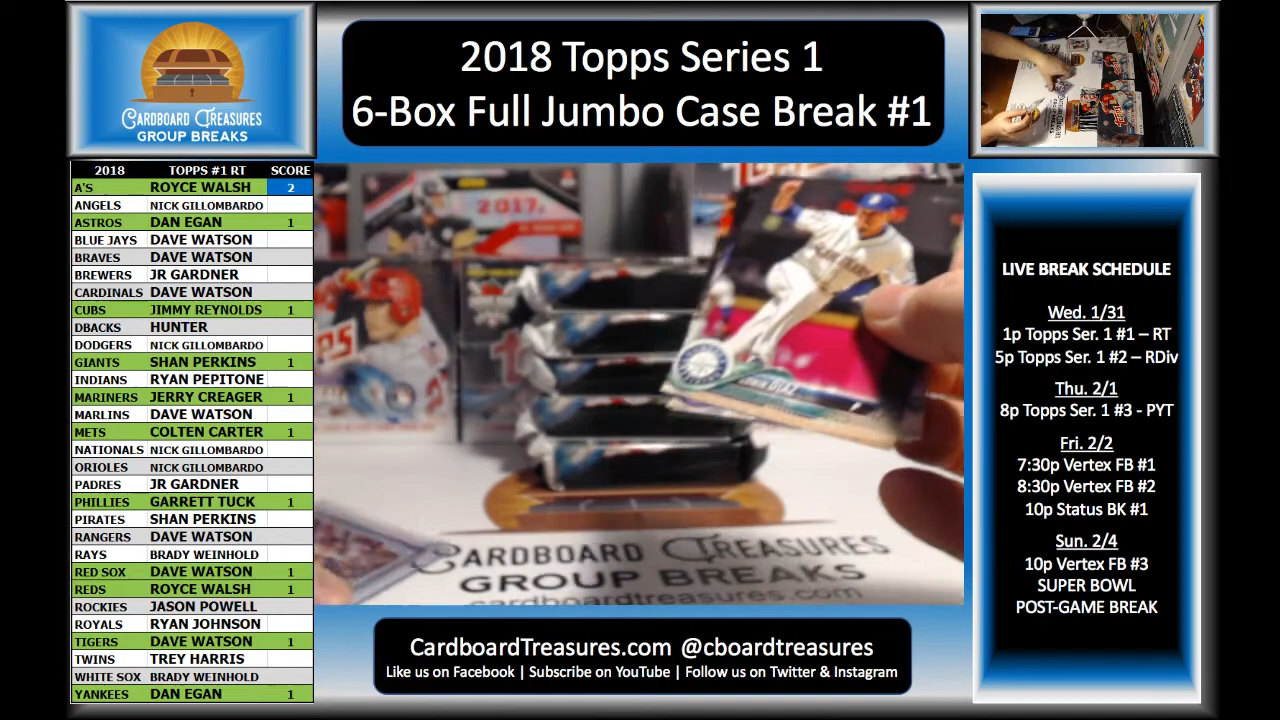 2018 Topps Series 1
6-Box Full Jumbo Case Break #1
CARDBOARD TREASURES
GROUP BREAKS
2018 TOPPS #1 RT SCORE
A'S ROYCE WALSH 2
ANGELS NICK GILLOMBARDO
ASTROS DAN EGAN 1
BLUE JAYS DAVE WATSON
BRAVES DAVE WATSON
BREWERS JR GARDNER
CARDINALS DAVE WATSON
CUBS JIMMY REYNOLDS 1
DBACKS HUNTER
DODGERS NICK GILLOMBARDO
GIANTS SHAN PERKINS 1
INDIANS RYAN PEPITONE
MARINERS JERRY CREAGER 1
MARLINS DAVE WATSON
METS COLTEN CARTER 1
NATIONALS NICK GILLOMBARDO
ORIOLES NICK GILLOMBARDO
PADRES JR GARDNER
PHILLIES GARRETT TUCK 1
PIRATES SHAN PERKINS
RANGERS DAVE WATSON
RAYS BRADY WEINHOLD
RED SOX DAVE WATSON 1
REDS ROYCE WALSH 1
ROCKIES JASON POWELL
ROYALS RYAN JOHNSON
TIGERS DAVE WATSON 1
TWINS TREY HARRIS
WHITE SOX BRADY WEINHOLD
YANKEES DAN EGAN 1
2017
DIAZ
CARDBOARD TREASURES
GROUP BREAKS
cardboardtreasures.com
CardboardTreasures.com @cboardtreasures
Like us on Facebook | Subscribe on YouTube | Follow us on Twitter & Instagram
LIVE BREAK SCHEDULE
Wed. 1/31
1p Topps Ser. 1 #1 – RT
5p Topps Ser. 1 #2 – RDiv
Thu. 2/1
8p Topps Ser. 1 #3 - PYT
Fri. 2/2
7:30p Vertex FB #1
8:30p Vertex FB #2
10p Status BK #1
Sun. 2/4
10p Vertex FB #3
SUPER BOWL
POST-GAME BREAK